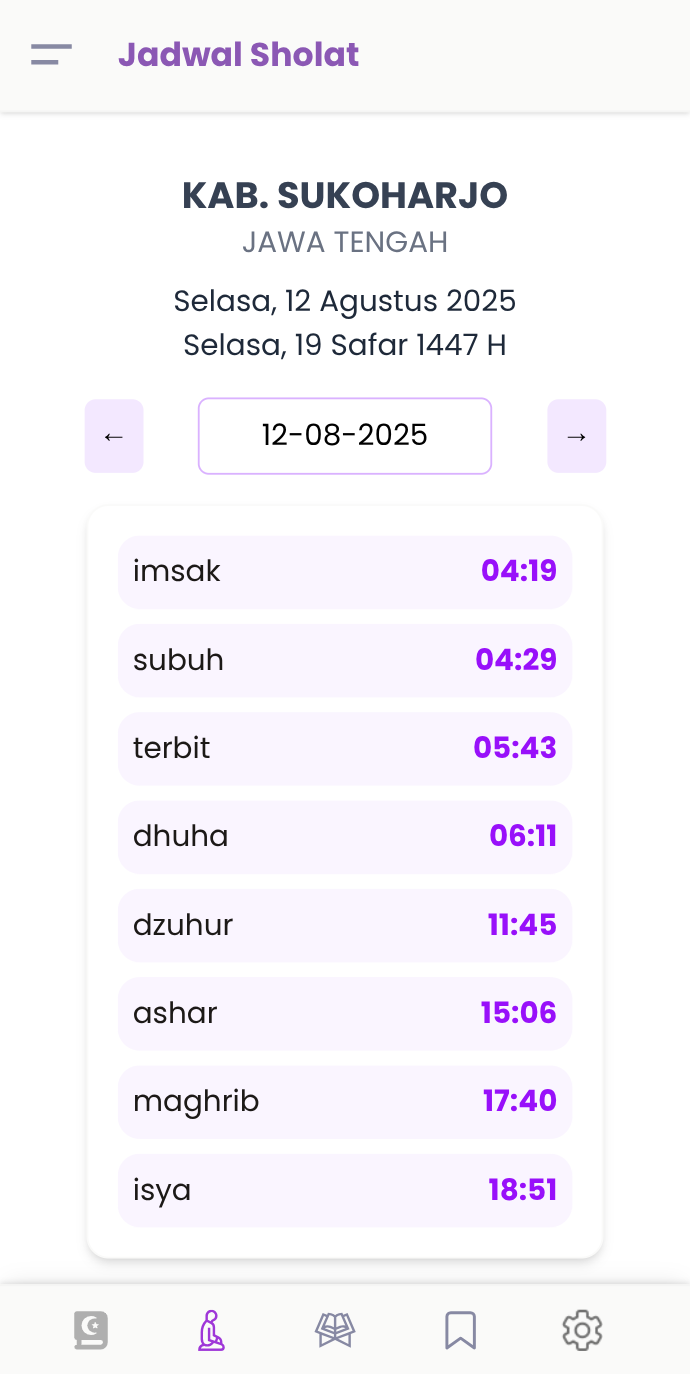 Jadwal Sholat
KAB. SUKOHARJO
JAWA TENGAH
Selasa, 12 Agustus 2025
Selasa, 19 Safar 1447 H
← 12-08-2025 →
imsak 04:19
subuh 04:29
terbit 05:43
dhuha 06:11
dzuhur 11:45
ashar 15:06
maghrib 17:40
isya 18:51